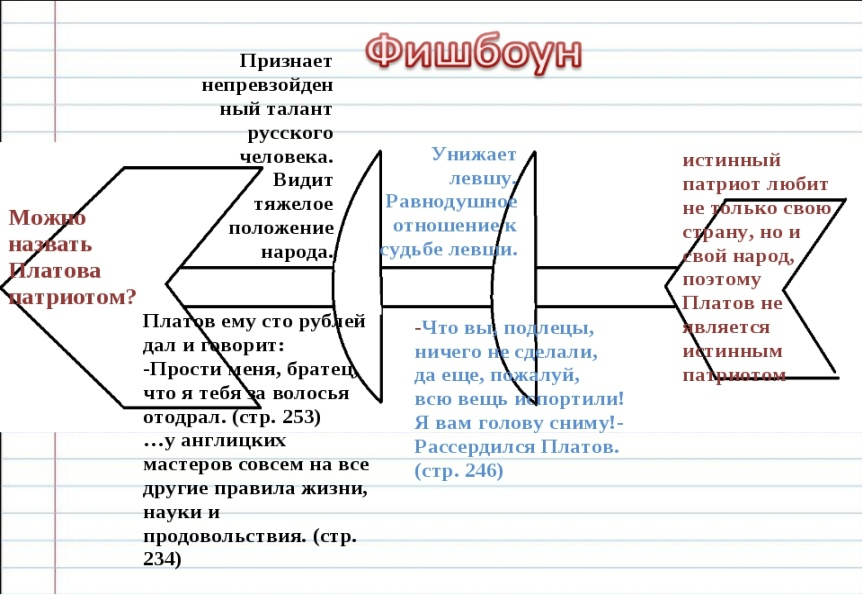 Фишбоун
Можно
назвать
Платова
патриотом?
Признает
непревзойден
ный талант
русского
человека.
Видит
тяжелое
положение
народа.
Платов ему сто рублей
дал и говорит:
-Прости меня, братец,
что я тебя за волосья
отодрал. (стр. 253)
…у англицких
мастеров совсем на все
другие правила жизни,
науки и
продовольствия. (стр.
234)
Унижает
левшу.
Равнодушное
отношение к
судьбе левши.
-Что вы, подлецы,
ничего не сделали,
да еще, пожалуй,
всю вещь испортили!
Я вам голову сниму!-
Рассердился Платов.
(стр. 246)
истинный
патриот любит
не только свою
страну, но и
свой народ,
поэтому
Платов не
является
истинным
патриотом